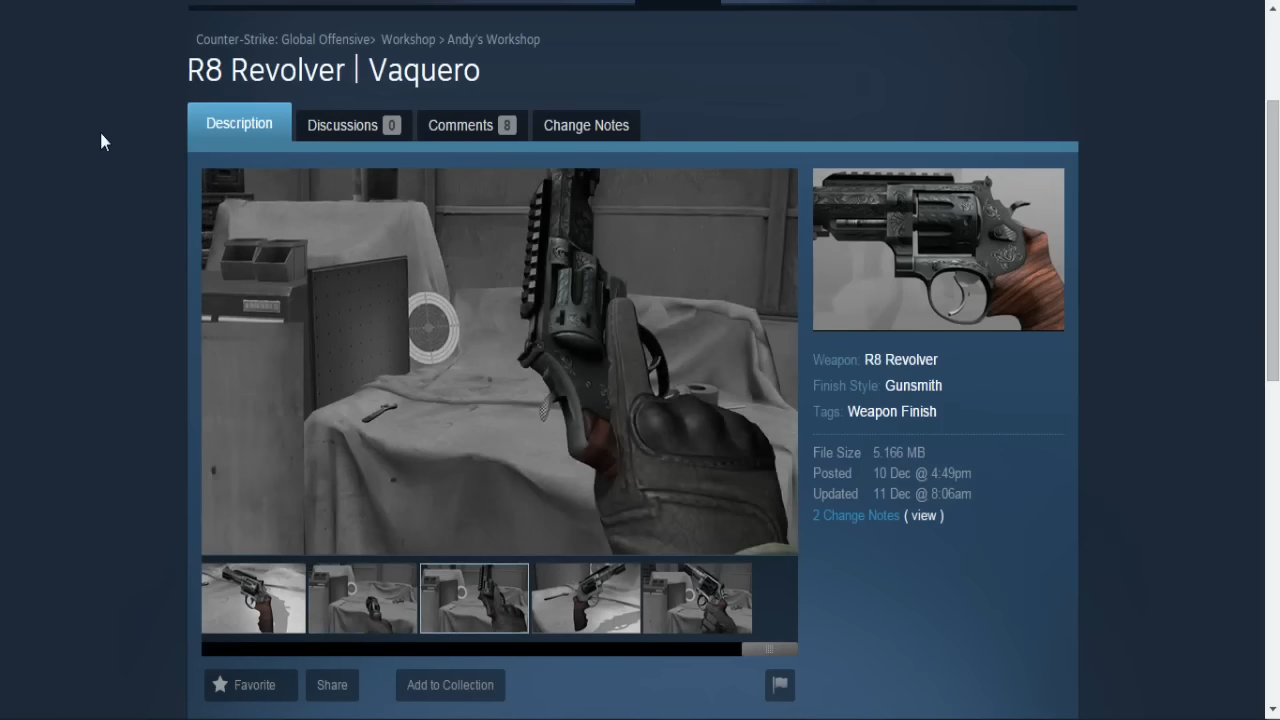 Counter-Strike: Global Offensive> Workshop > Andy's Workshop
R8 Revolver | Vaquero
Description
Discussions 0
Comments 8
Change Notes
Weapon: R8 Revolver
Finish Style: Gunsmith
Tags: Weapon Finish
File Size 5.166 MB
Posted 10 Dec @ 4:49pm
Updated 11 Dec @ 8:06am
2 Change Notes ( view )
Favorite
Share
Add to Collection